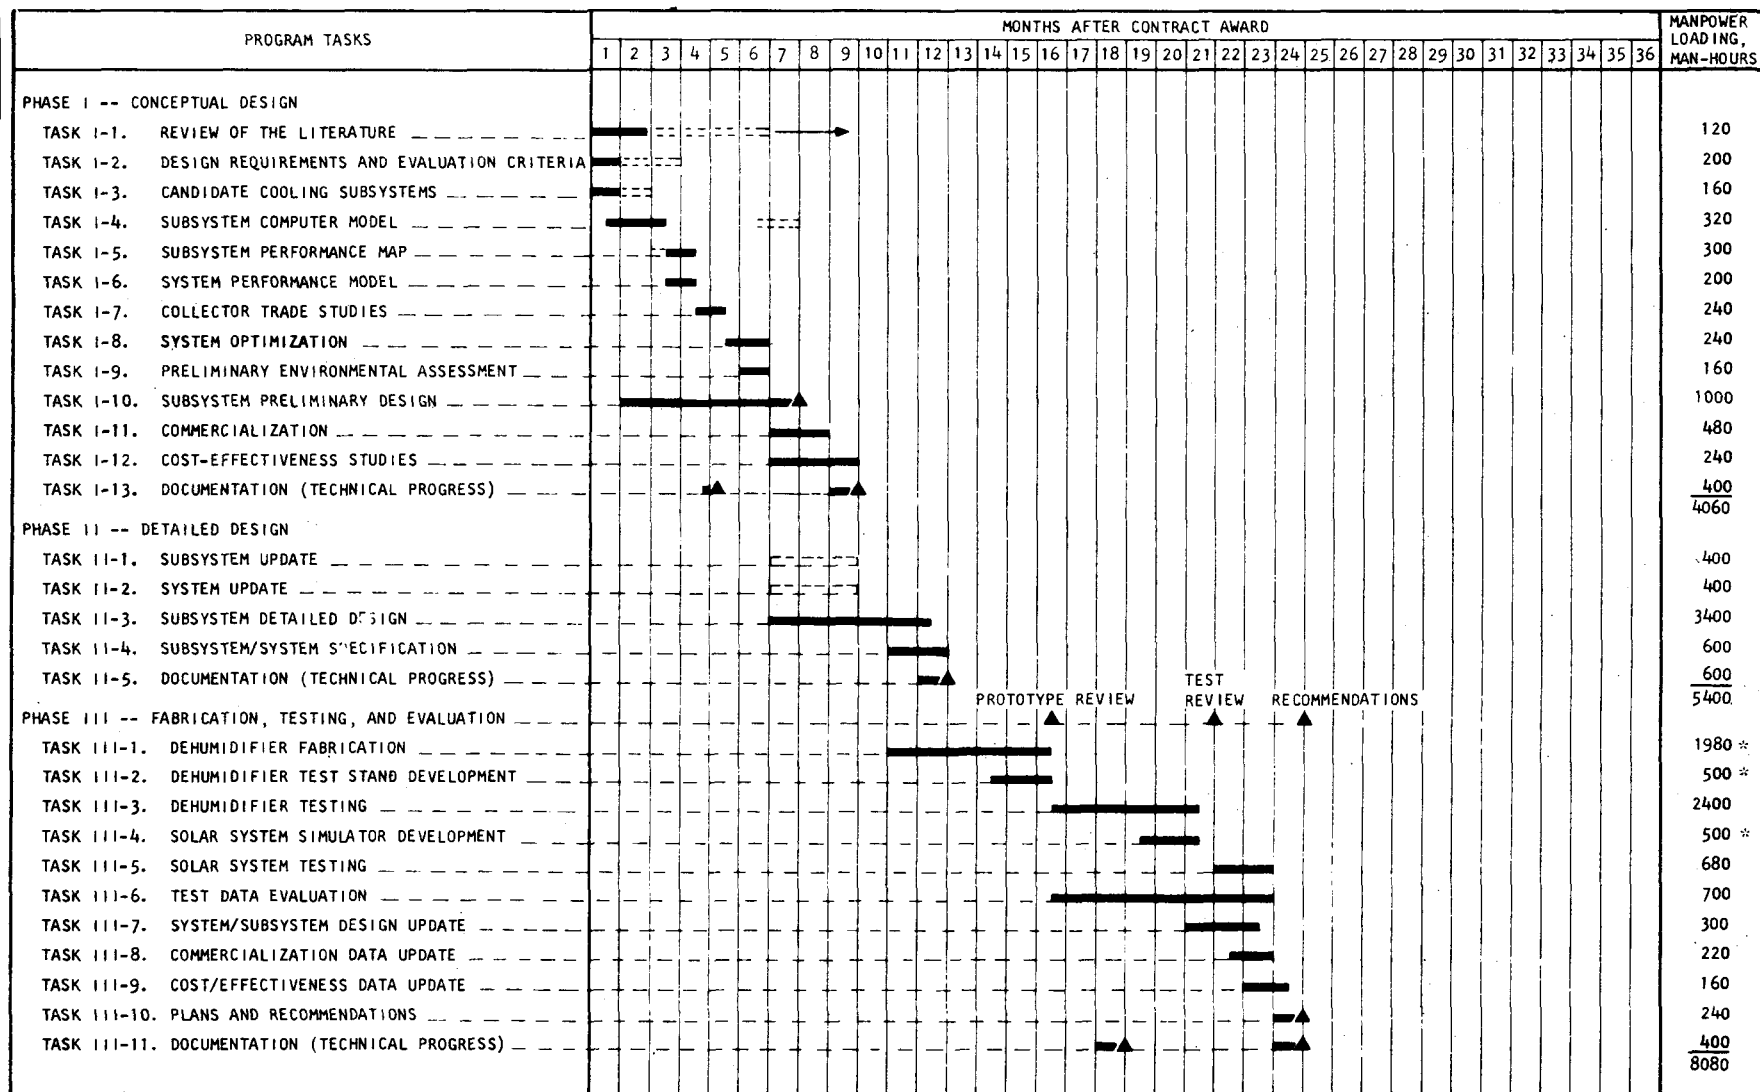 PROGRAM TASKS
MONTHS AFTER CONTRACT AWARD
MANPOWER LOADING, MAN-HOURS
1 2 3 4 5 6 7 8 9 10 11 12 13 14 15 16 17 18 19 20 21 22 23 24 25 26 27 28 29 30 31 32 33 34 35 36
PHASE I -- CONCEPTUAL DESIGN
TASK I-1. REVIEW OF THE LITERATURE 120
TASK I-2. DESIGN REQUIREMENTS AND EVALUATION CRITERIA 200
TASK I-3. CANDIDATE COOLING SUBSYSTEMS 160
TASK I-4. SUBSYSTEM COMPUTER MODEL 320
TASK I-5. SUBSYSTEM PERFORMANCE MAP 300
TASK I-6. SYSTEM PERFORMANCE MODEL 200
TASK I-7. COLLECTOR TRADE STUDIES 240
TASK I-8. SYSTEM OPTIMIZATION 240
TASK I-9. PRELIMINARY ENVIRONMENTAL ASSESSMENT 160
TASK I-10. SUBSYSTEM PRELIMINARY DESIGN 1000
TASK I-11. COMMERCIALIZATION 480
TASK I-12. COST-EFFECTIVENESS STUDIES 240
TASK I-13. DOCUMENTATION (TECHNICAL PROGRESS) 400
4060
PHASE II -- DETAILED DESIGN
TASK II-1. SUBSYSTEM UPDATE 400
TASK II-2. SYSTEM UPDATE 400
TASK II-3. SUBSYSTEM DETAILED DESIGN 3400
TASK II-4. SUBSYSTEM/SYSTEM SPECIFICATION 600
TASK II-5. DOCUMENTATION (TECHNICAL PROGRESS) 600
5400
PROTOTYPE REVIEW
TEST REVIEW
RECOMMENDATIONS
PHASE III -- FABRICATION, TESTING, AND EVALUATION
TASK III-1. DEHUMIDIFIER FABRICATION 1980 *
TASK III-2. DEHUMIDIFIER TEST STAND DEVELOPMENT 500 *
TASK III-3. DEHUMIDIFIER TESTING 2400
TASK III-4. SOLAR SYSTEM SIMULATOR DEVELOPMENT 500 *
TASK III-5. SOLAR SYSTEM TESTING 680
TASK III-6. TEST DATA EVALUATION 700
TASK III-7. SYSTEM/SUBSYSTEM DESIGN UPDATE 300
TASK III-8. COMMERCIALIZATION DATA UPDATE 220
TASK III-9. COST/EFFECTIVENESS DATA UPDATE 160
TASK III-10. PLANS AND RECOMMENDATIONS 240
TASK III-11. DOCUMENTATION (TECHNICAL PROGRESS) 400
8080